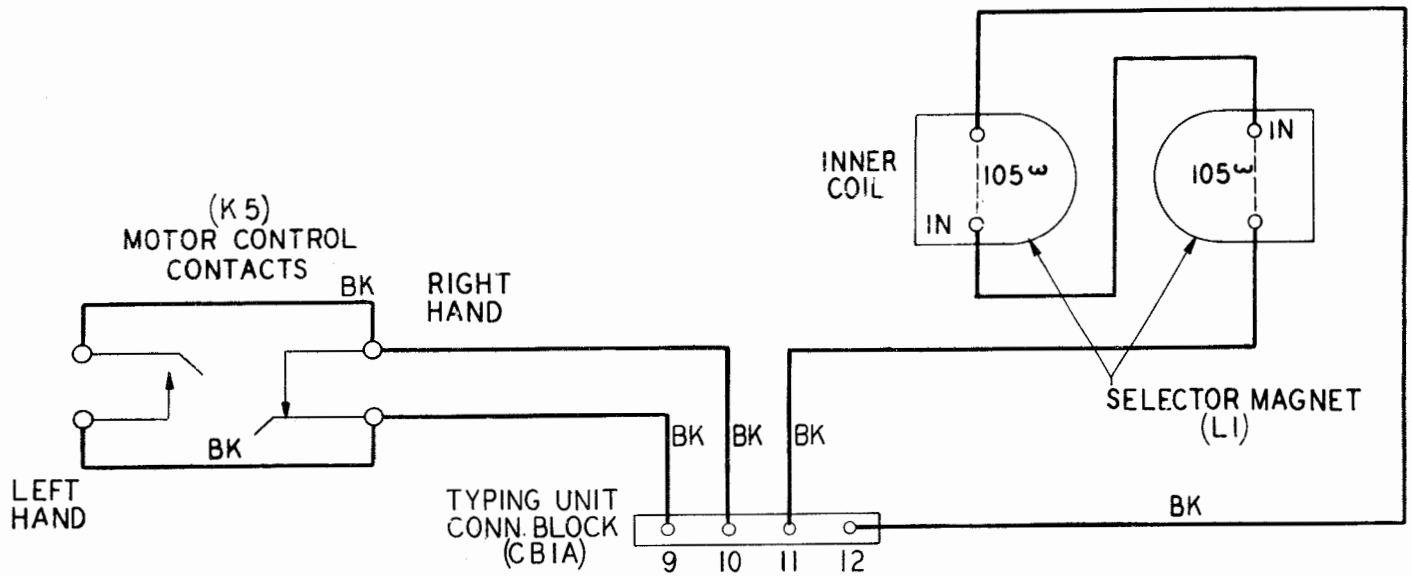 (K5)
MOTOR CONTROL
CONTACTS
BK
RIGHT
HAND
BK
LEFT
HAND
INNER
COIL
105ω
IN
IN
105ω
SELECTOR MAGNET
(L1)
BK
BK
BK
BK
TYPING UNIT
CONN. BLOCK
(CB1A)
9 10 11 12